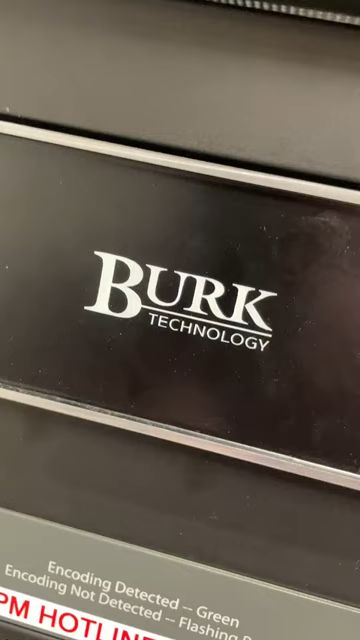 BURK
TECHNOLOGY
Encoding Detected -- Green
Encoding Not Detected -- Flashing
PM HOTLINE